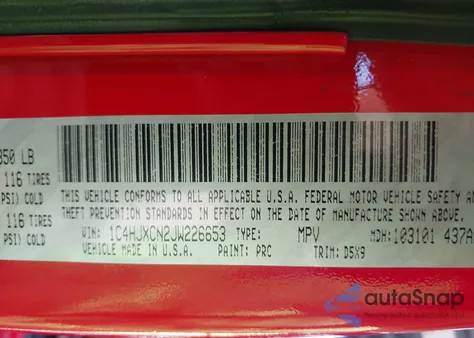 350 LB
116 TIRES
PSI) COLD
116 TIRES
PSI) COLD
THIS VEHICLE CONFORMS TO ALL APPLICABLE U.S.A. FEDERAL MOTOR VEHICLE SAFETY AN
THEFT PREVENTION STANDARDS IN EFFECT ON THE DATE OF MANUFACTURE SHOWN ABOVE.
VIN: 1C4HJXCN2JW226653 TYPE: MPV MDH: 103101 437A
VEHICLE MADE IN U.S.A. PAINT: PRC TRIM: DSX9
autoSnap